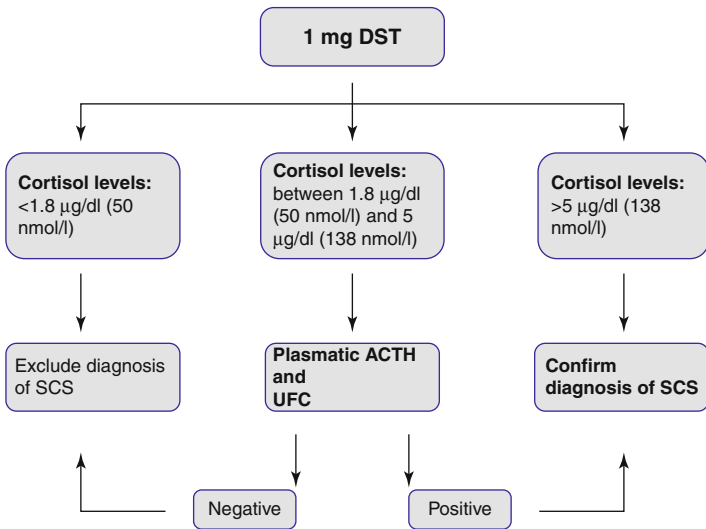 1 mg DST
Cortisol levels:
<1.8 μg/dl (50
nmol/l)
Cortisol levels:
between 1.8 μg/dl
(50 nmol/l) and 5
μg/dl (138 nmol/l)
Cortisol levels:
>5 μg/dl (138
nmol/l)
Exclude diagnosis
of SCS
Plasmatic ACTH
and
UFC
Confirm
diagnosis of SCS
Negative
Positive